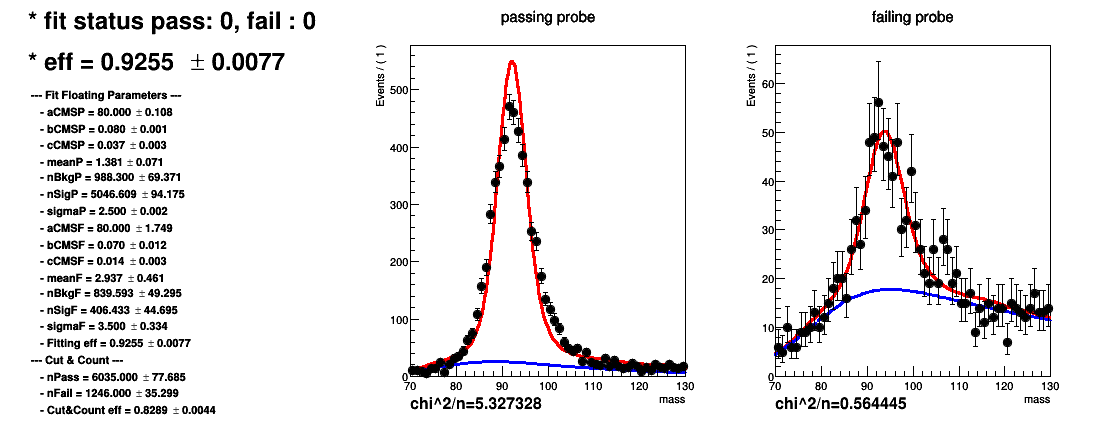 * fit status pass: 0, fail : 0
* eff = 0.9255 ± 0.0077
--- Fit Floating Parameters ---
- aCMSP = 80.000 ± 0.108
- bCMSP = 0.080 ± 0.001
- cCMSP = 0.037 ± 0.003
- meanP = 1.381 ± 0.071
- nBkgP = 988.300 ± 69.371
- nSigP = 5046.609 ± 94.175
- sigmaP = 2.500 ± 0.002
- aCMSF = 80.000 ± 1.749
- bCMSF = 0.070 ± 0.012
- cCMSF = 0.014 ± 0.003
- meanF = 2.937 ± 0.461
- nBkgF = 839.593 ± 49.295
- nSigF = 406.433 ± 44.695
- sigmaF = 3.500 ± 0.334
- Fitting eff = 0.9255 ± 0.0077
--- Cut & Count ---
- nPass = 6035.000 ± 77.685
- nFail = 1246.000 ± 35.299
- Cut&Count eff = 0.8289 ± 0.0044
passing probe
Events / ( 1 )
500
400
300
200
100
0
70 80 90 100 110 120 130
mass
chi^2/n=5.327328
failing probe
Events / ( 1 )
60
50
40
30
20
10
0
70 80 90 100 110 120 130
mass
chi^2/n=0.564445